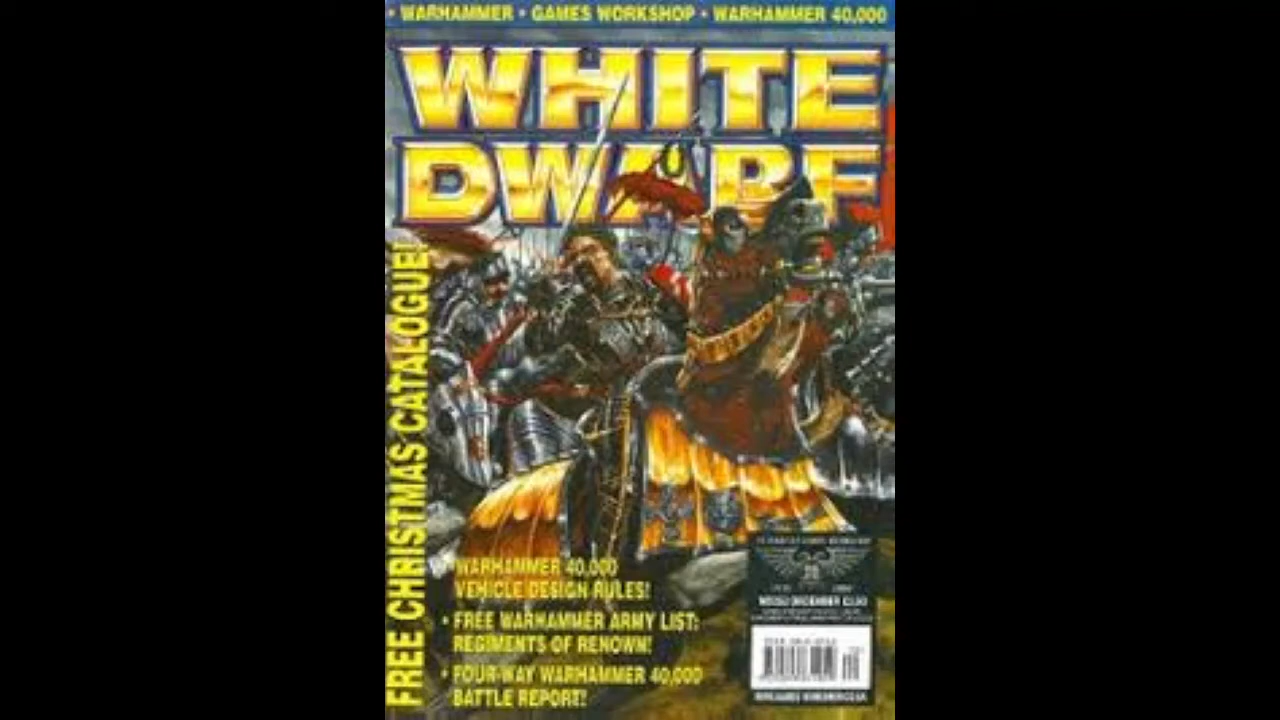 • WARHAMMER • GAMES WORKSHOP • WARHAMMER 40,000
WHITE
DWARF
FREE CHRISTMAS CATALOGUE!
• WARHAMMER 40,000
VEHICLE DESIGN RULES!
• FREE WARHAMMER ARMY LIST:
REGIMENTS OF RENOWN!
• FOUR-WAY WARHAMMER 40,000
BATTLE REPORT!
DECEMBER